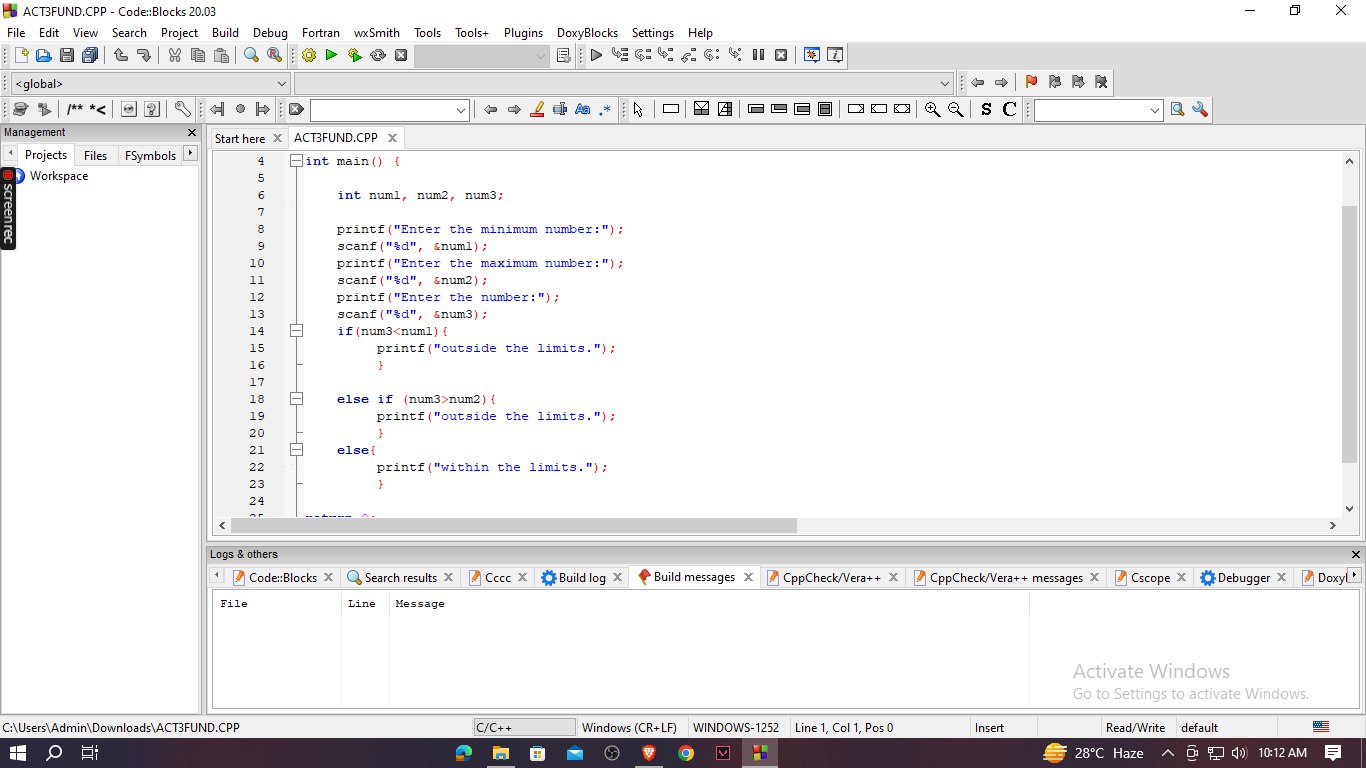 ACT3FUND.CPP - Code::Blocks 20.03
File Edit View Search Project Build Debug Fortran wxSmith Tools Tools+ Plugins DoxyBlocks Settings Help
<global>
/** *<
Aa .*
S C
Management
Start here ACT3FUND.CPP
Projects Files FSymbols
Workspace
screenrec
4 int main() {
5
6 int num1, num2, num3;
7
8 printf("Enter the minimum number:");
9 scanf("%d", &num1);
10 printf("Enter the maximum number:");
11 scanf("%d", &num2);
12 printf("Enter the number:");
13 scanf("%d", &num3);
14 if(num3<num1){
15 printf("outside the limits.");
16 }
17
18 else if (num3>num2){
19 printf("outside the limits.");
20 }
21 else{
22 printf("within the limits.");
23 }
24
Logs & others
Code::Blocks Search results Cccc Build log Build messages CppCheck/Vera++ CppCheck/Vera++ messages Cscope Debugger Doxyl
File Line Message
Activate Windows
Go to Settings to activate Windows.
C:\Users\Admin\Downloads\ACT3FUND.CPP C/C++ Windows (CR+LF) WINDOWS-1252 Line 1, Col 1, Pos 0 Insert Read/Write default
28°C Haze 10:12 AM